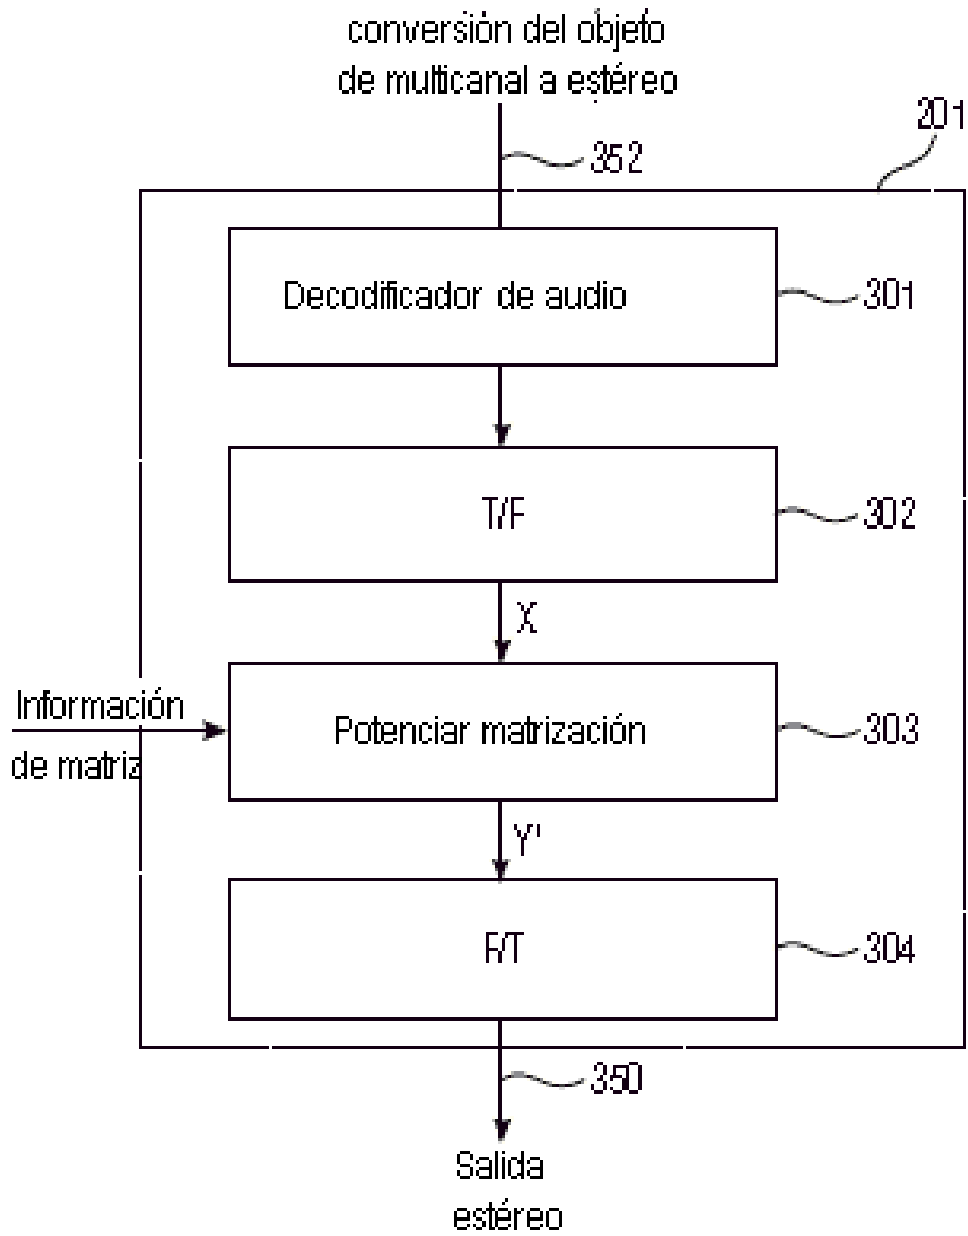 conversión del objeto
de multicanal a estéreo
352
201
Decodificador de audio
301
T/F
302
X
Información
de matriz
Potenciar matrización
303
Y'
F/T
304
350
Salida
estéreo